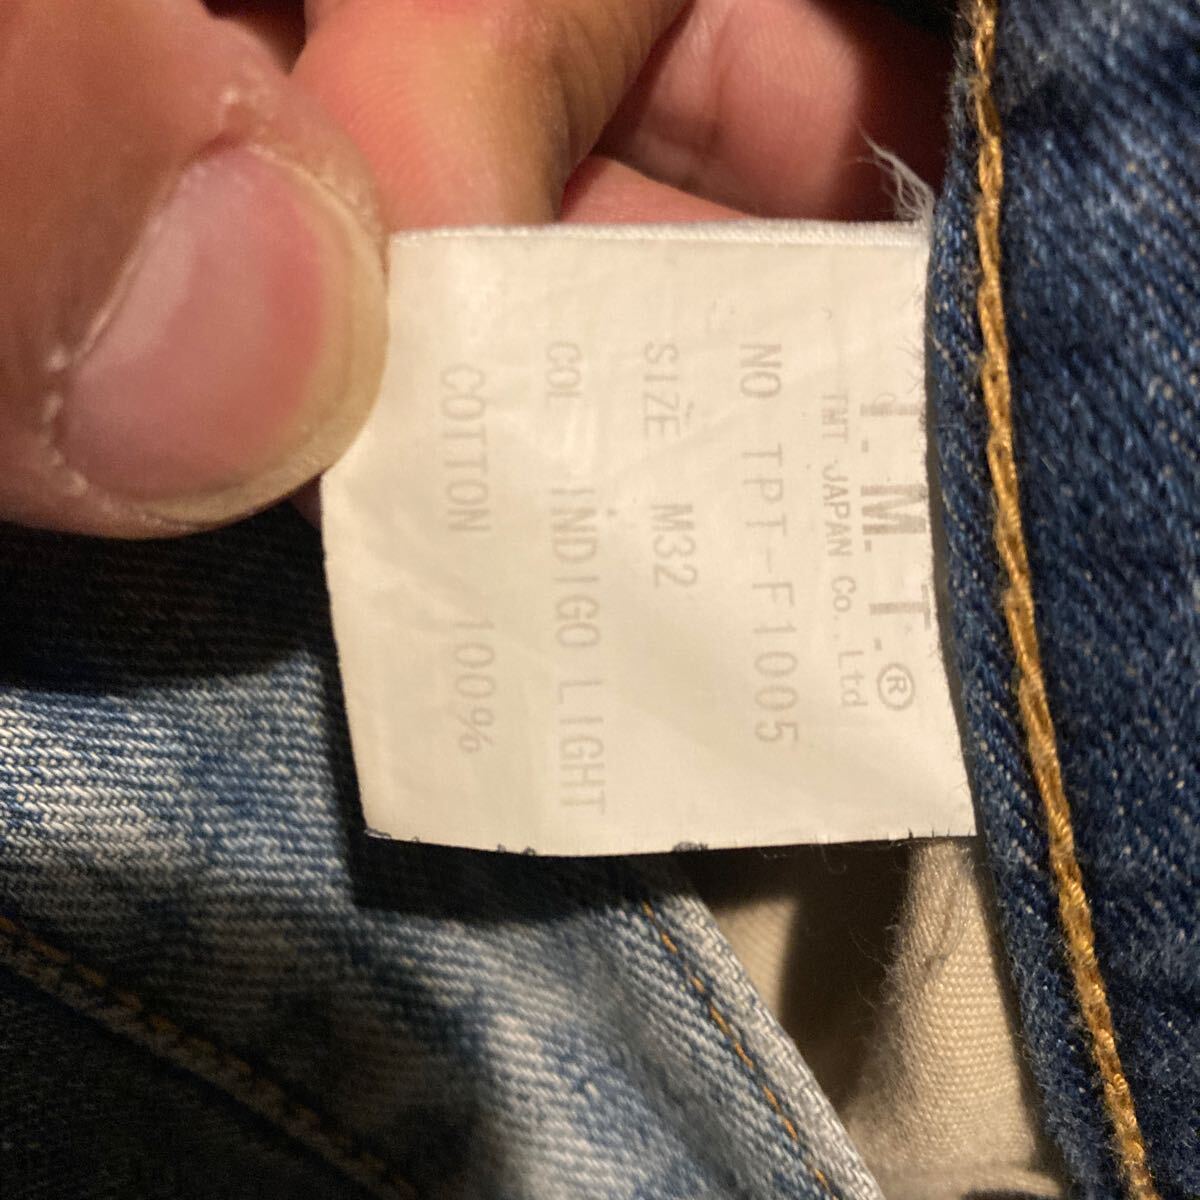 T.M.T.®
TMT JAPAN Co.,Ltd
NO TPT-F1005
SIZE M32
COL INDIGO LIGHT
COTTON 100%